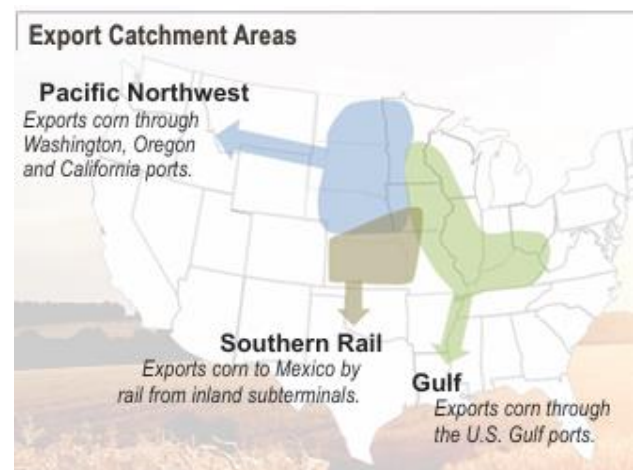 Export Catchment Areas
Pacific Northwest
Exports corn through
Washington, Oregon
and California ports.
Southern Rail
Exports corn to Mexico by
rail from inland subterminals.
Gulf
Exports corn through
the U.S. Gulf ports.